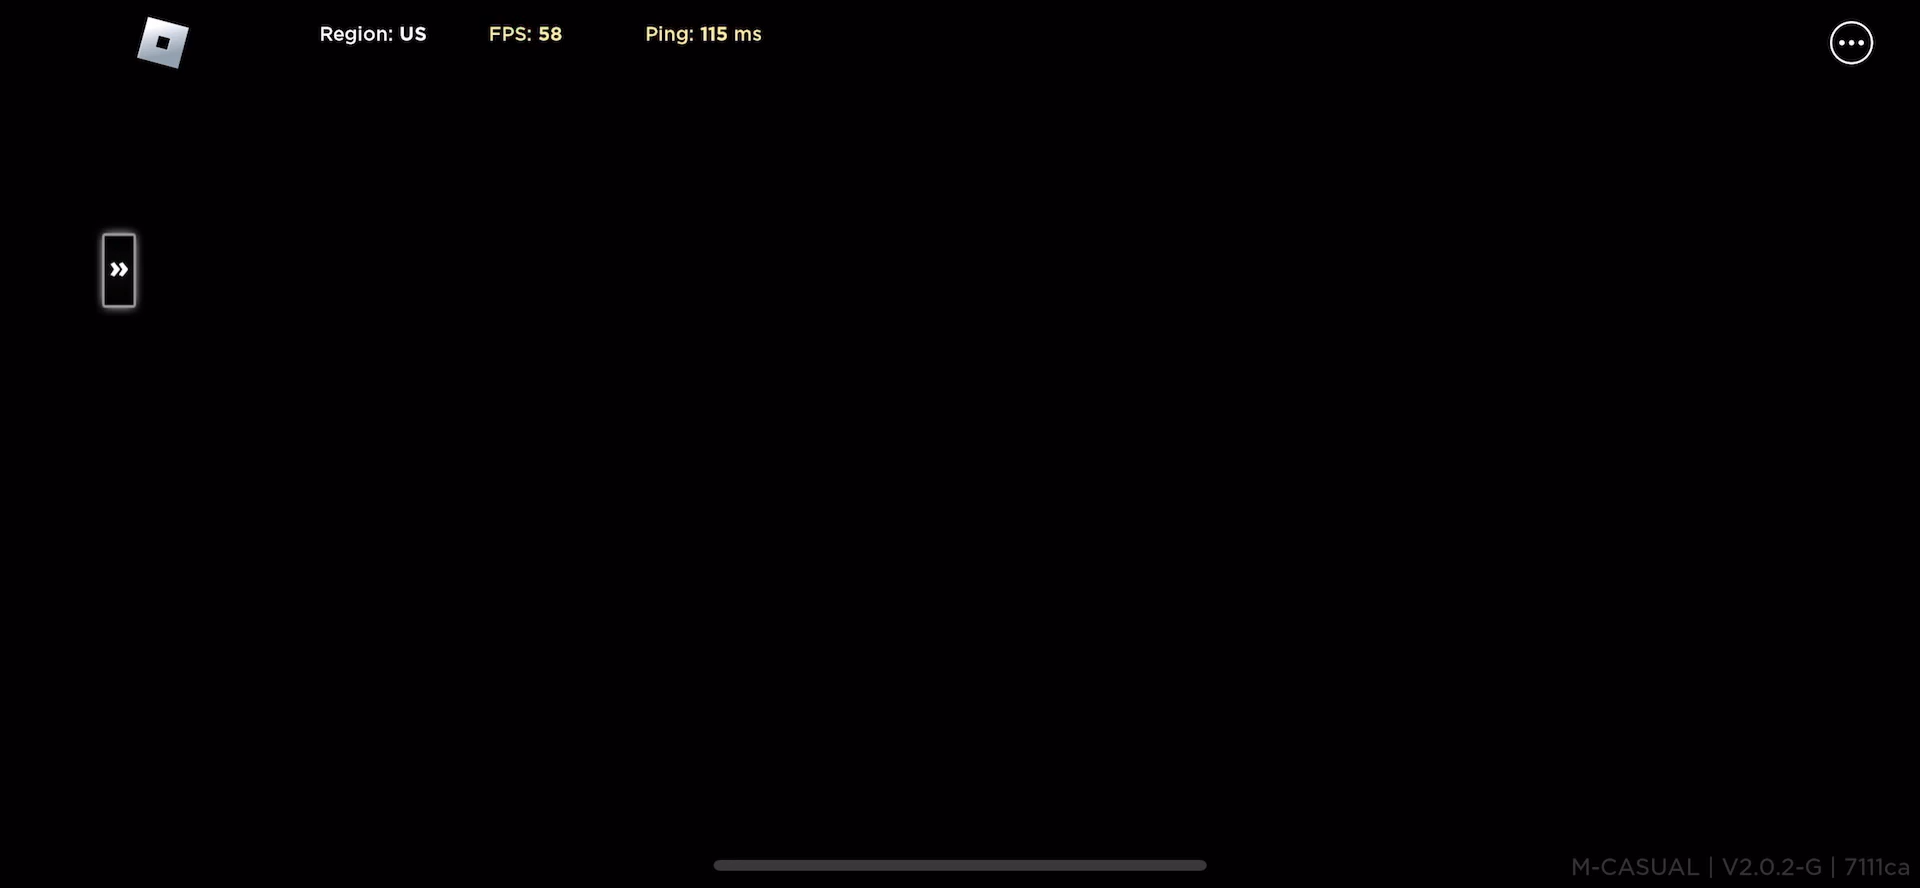 Region: US FPS: 58 Ping: 115 ms
»
M-CASUAL | V2.0.2-G | 7111ca